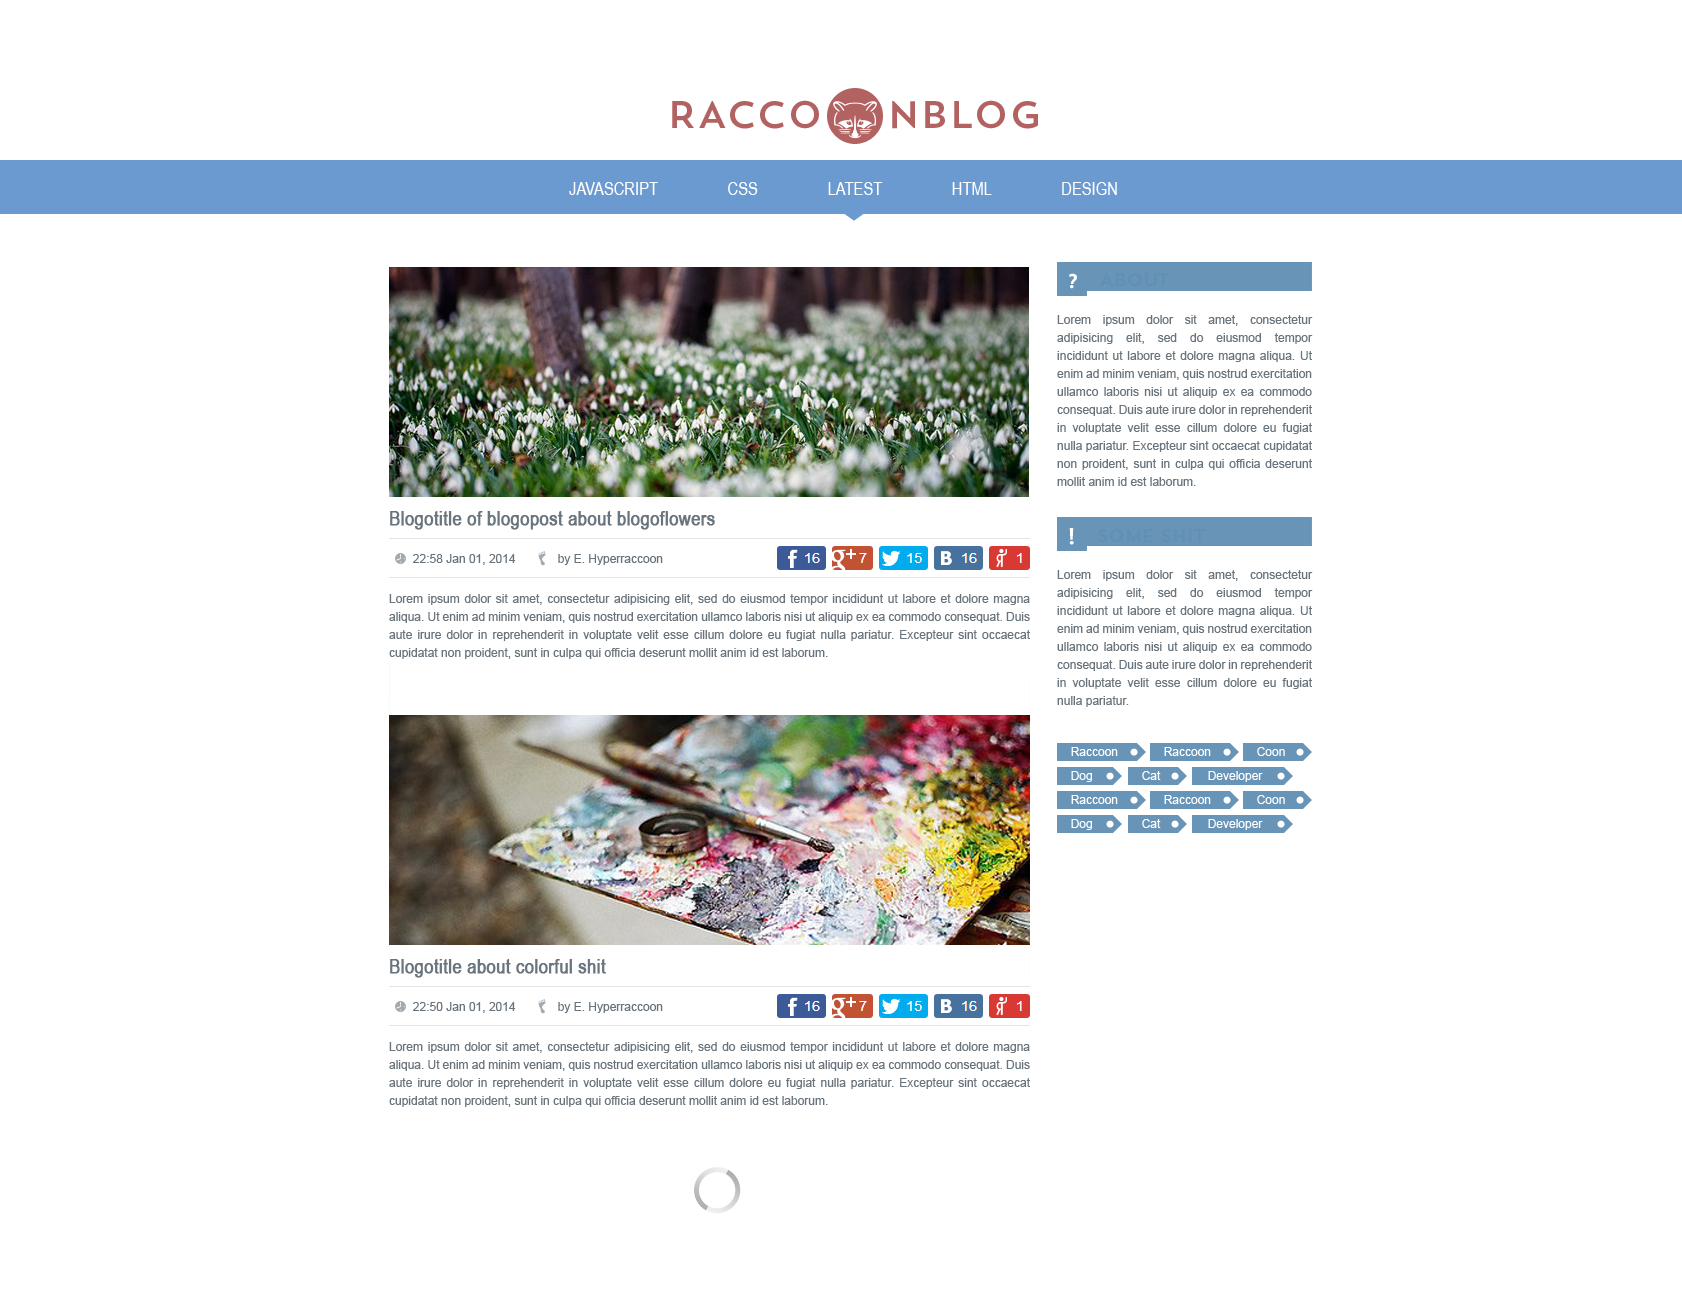 RACCOONBLOG
JAVASCRIPT CSS LATEST HTML DESIGN
Blogotitle of blogopost about blogoflowers
22:58 Jan 01, 2014 by E. Hyperraccoon 16 g+ 7 15 B 16 1
Lorem ipsum dolor sit amet, consectetur adipisicing elit, sed do eiusmod tempor incididunt ut labore et dolore magna
aliqua. Ut enim ad minim veniam, quis nostrud exercitation ullamco laboris nisi ut aliquip ex ea commodo consequat. Duis
aute irure dolor in reprehenderit in voluptate velit esse cillum dolore eu fugiat nulla pariatur. Excepteur sint occaecat
cupidatat non proident, sunt in culpa qui officia deserunt mollit anim id est laborum.
Blogotitle about colorful shit
22:50 Jan 01, 2014 by E. Hyperraccoon 16 g+ 7 15 B 16 1
Lorem ipsum dolor sit amet, consectetur adipisicing elit, sed do eiusmod tempor incididunt ut labore et dolore magna
aliqua. Ut enim ad minim veniam, quis nostrud exercitation ullamco laboris nisi ut aliquip ex ea commodo consequat. Duis
aute irure dolor in reprehenderit in voluptate velit esse cillum dolore eu fugiat nulla pariatur. Excepteur sint occaecat
cupidatat non proident, sunt in culpa qui officia deserunt mollit anim id est laborum.
? ABOUT
Lorem ipsum dolor sit amet, consectetur
adipisicing elit, sed do eiusmod tempor
incididunt ut labore et dolore magna aliqua. Ut
enim ad minim veniam, quis nostrud exercitation
ullamco laboris nisi ut aliquip ex ea commodo
consequat. Duis aute irure dolor in reprehenderit
in voluptate velit esse cillum dolore eu fugiat
nulla pariatur. Excepteur sint occaecat cupidatat
non proident, sunt in culpa qui officia deserunt
mollit anim id est laborum.
! SOME SHIT
Lorem ipsum dolor sit amet, consectetur
adipisicing elit, sed do eiusmod tempor
incididunt ut labore et dolore magna aliqua. Ut
enim ad minim veniam, quis nostrud exercitation
ullamco laboris nisi ut aliquip ex ea commodo
consequat. Duis aute irure dolor in reprehenderit
in voluptate velit esse cillum dolore eu fugiat
nulla pariatur.
Raccoon Raccoon Coon
Dog Cat Developer
Raccoon Raccoon Coon
Dog Cat Developer